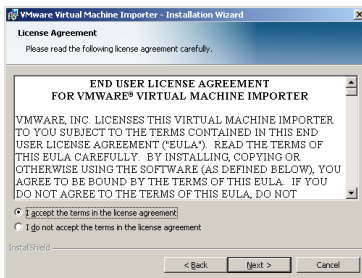 VMware Virtual Machine Importer - Installation Wizard
License Agreement
Please read the following license agreement carefully.
END USER LICENSE AGREEMENT
FOR VMWARE® VIRTUAL MACHINE IMPORTER
VMWARE, INC. LICENSES THIS VIRTUAL MACHINE IMPORTER
TO YOU SUBJECT TO THE TERMS CONTAINED IN THIS END
USER LICENSE AGREEMENT ("EULA"). READ THE TERMS OF
THIS EULA CAREFULLY. BY INSTALLING, COPYING OR
OTHERWISE USING THE SOFTWARE (AS DEFINED BELOW), YOU
AGREE TO BE BOUND BY THE TERMS OF THIS EULA. IF YOU
DO NOT AGREE TO THE TERMS OF THIS EULA, DO NOT
I accept the terms in the license agreement
I do not accept the terms in the license agreement
InstallShield
< Back
Next >
Cancel